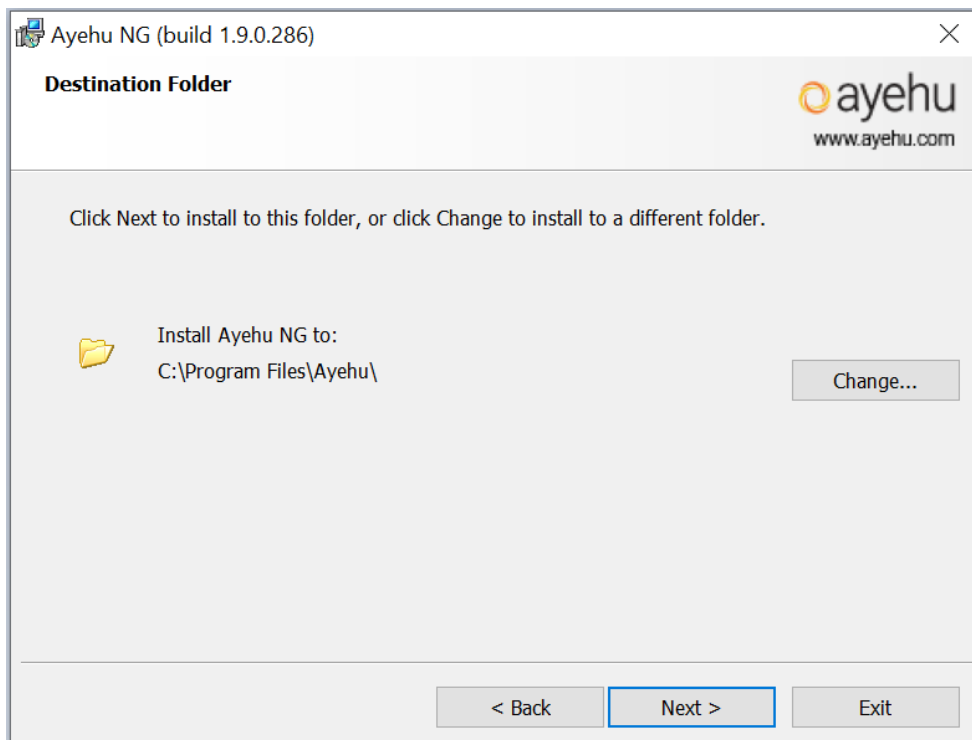 Ayehu NG (build 1.9.0.286)
Destination Folder
ayehu
www.ayehu.com
Click Next to install to this folder, or click Change to install to a different folder.
Install Ayehu NG to:
C:\Program Files\Ayehu\
Change...
< Back
Next >
Exit